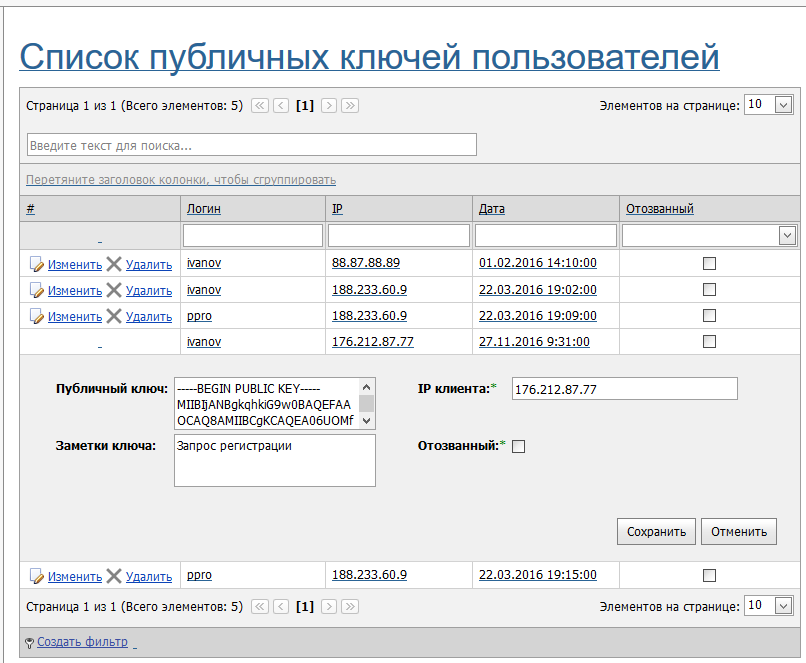 Список публичных ключей пользователей
Страница 1 из 1 (Всего элементов: 5) [1] Элементов на странице: 10
Введите текст для поиска...
Перетяните заголовок колонки, чтобы сгруппировать
# Логин IP Дата Отозванный
Изменить Удалить ivanov 88.87.88.89 01.02.2016 14:10:00
Изменить Удалить ivanov 188.233.60.9 22.03.2016 19:02:00
Изменить Удалить ppro 188.233.60.9 22.03.2016 19:09:00
ivanov 176.212.87.77 27.11.2016 9:31:00
Публичный ключ: -----BEGIN PUBLIC KEY----- IP клиента:* 176.212.87.77
MIIBIjANBgkqhkiG9w0BAQEFAA
OCAQ8AMIIBCgKCAQEA06UOMf
Заметки ключа: Запрос регистрации Отозванный:*
Сохранить Отменить
Изменить Удалить ppro 188.233.60.9 22.03.2016 19:15:00
Страница 1 из 1 (Всего элементов: 5) [1] Элементов на странице: 10
Создать фильтр